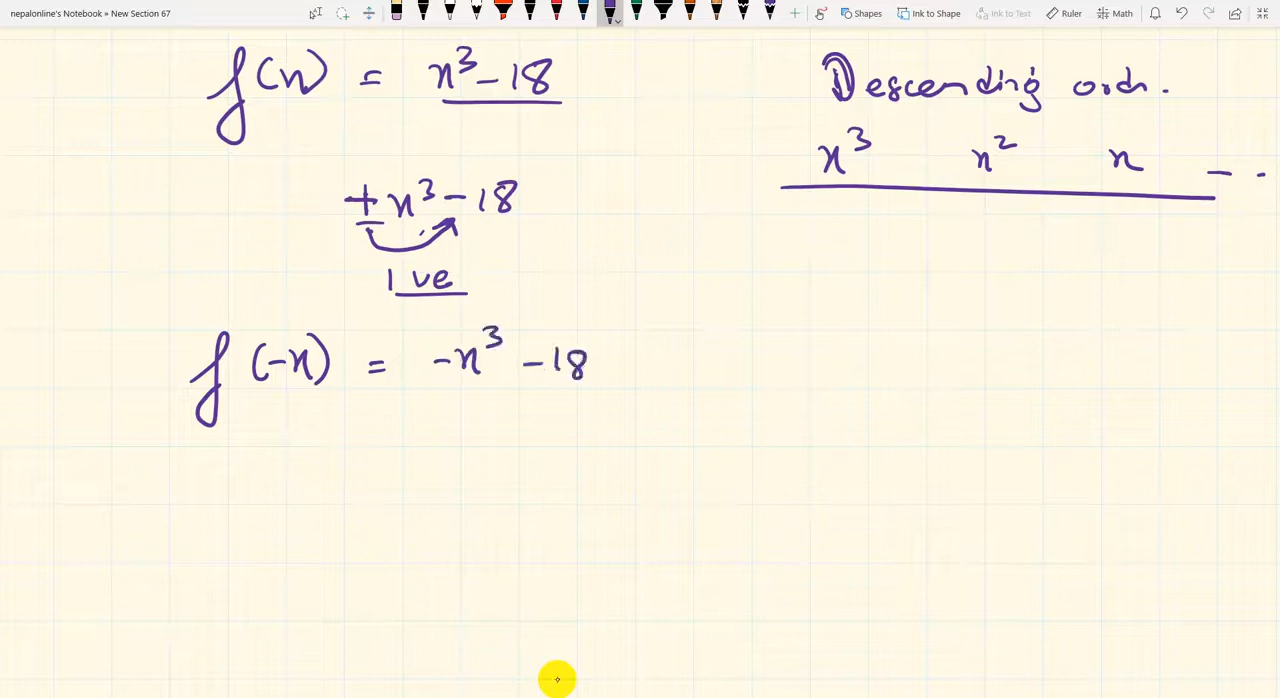 nepalonline's Notebook » New Section 67
Shapes Ink to Shape Ink to Text Ruler Math
f(x) = x³ - 18
+x³ - 18
1 ve
f(-x) = -x³ - 18
Descending
x³ x² x - -